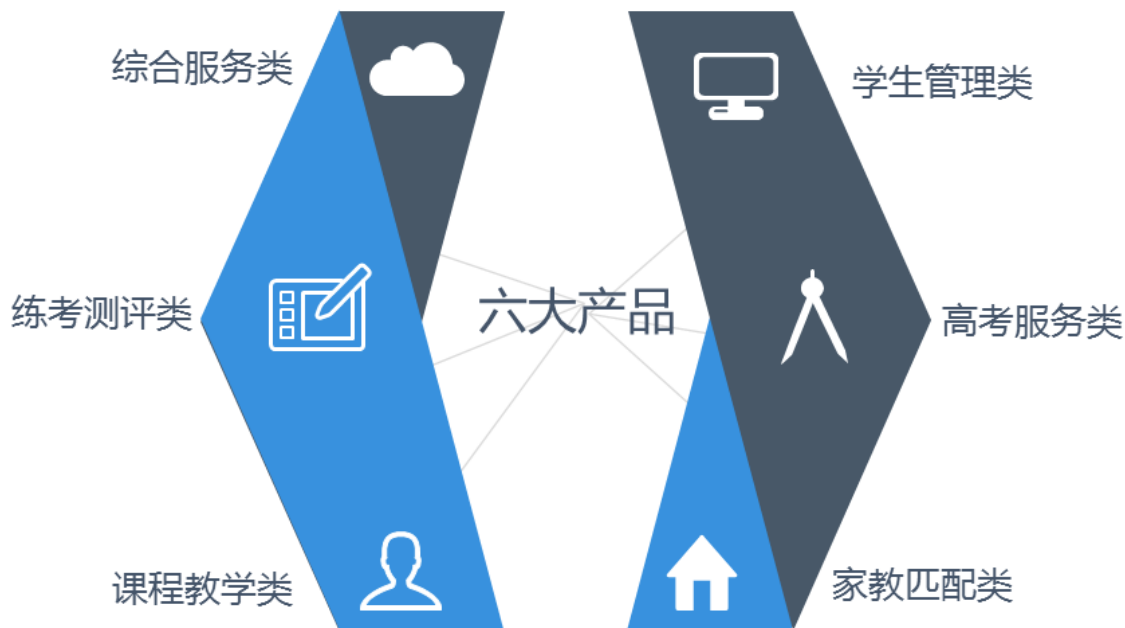 综合服务类
学生管理类
练考测评类
六大产品
高考服务类
课程教学类
家教匹配类